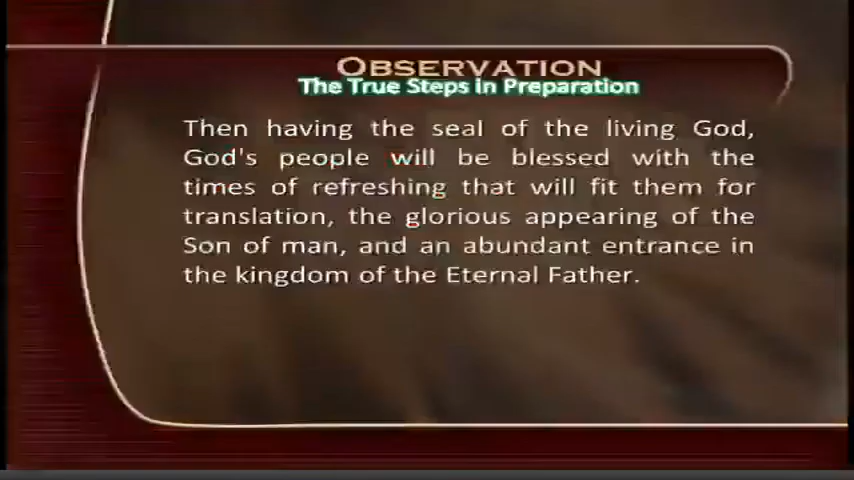 OBSERVATION
The True Steps in Preparation
Then having the seal of the living God,
God's people will be blessed with the
times of refreshing that will fit them for
translation, the glorious appearing of the
Son of man, and an abundant entrance in
the kingdom of the Eternal Father.